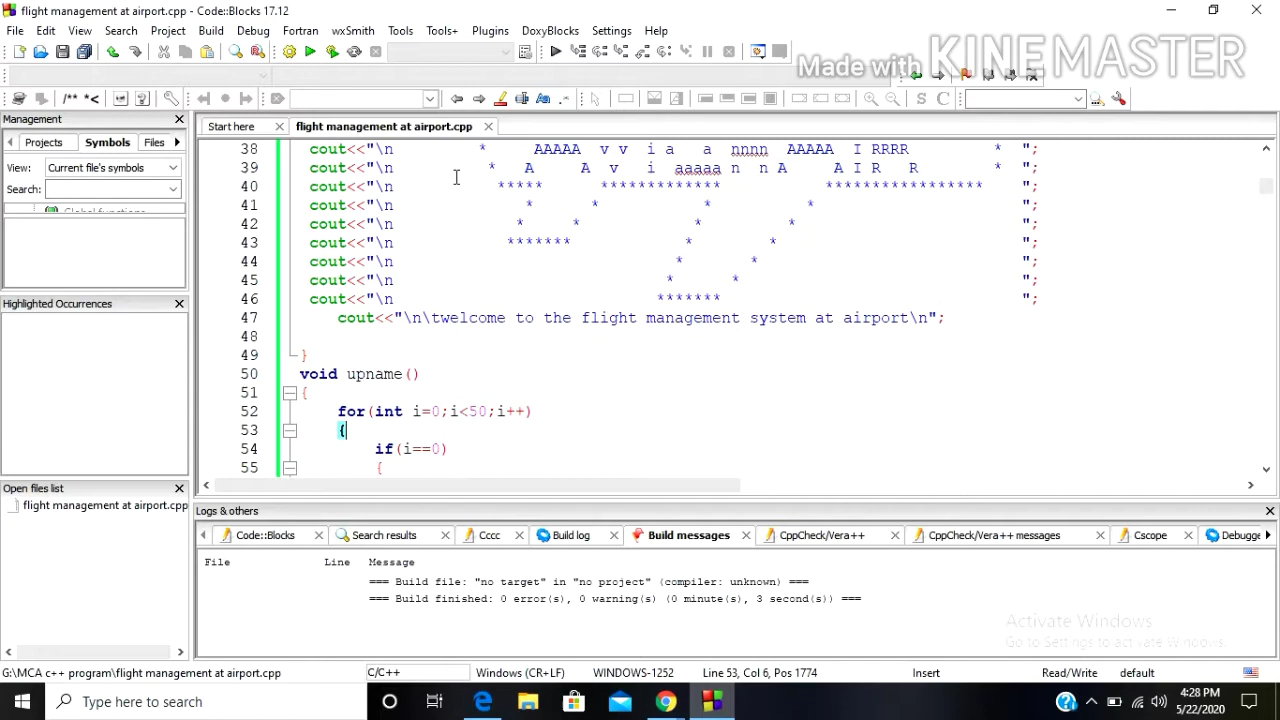 flight management at airport.cpp - Code::Blocks 17.12
File Edit View Search Project Build Debug Fortran wxSmith Tools Tools+ Plugins DoxyBlocks Settings Help
Made with KINEMASTER
/** *<
S C
Management
Projects Symbols Files
View: Current file's symbols
Search:
Global functions
Highlighted Occurrences
Open files list
flight management at airport.cpp
Start here flight management at airport.cpp
38 cout<<"\n * AAAAA v v i a a nnnn AAAAA I RRRR * ";
39 cout<<"\n * A A v i aaaaa n n A A I R R * ";
40 cout<<"\n ***** ************* ***************** ";
41 cout<<"\n * * * * ";
42 cout<<"\n * * * * ";
43 cout<<"\n ******* * * ";
44 cout<<"\n * * ";
45 cout<<"\n * * ";
46 cout<<"\n ******* ";
47 cout<<"\n\twelcome to the flight management system at airport\n";
48
49 }
50 void upname()
51 {
52 for(int i=0;i<50;i++)
53 {
54 if(i==0)
55 {
Logs & others
Code::Blocks Search results Cccc Build log Build messages CppCheck/Vera++ CppCheck/Vera++ messages Cscope Debugge
File Line Message
=== Build file: "no target" in "no project" (compiler: unknown) ===
=== Build finished: 0 error(s), 0 warning(s) (0 minute(s), 3 second(s)) ===
Activate Windows
Go to Settings to activate Windows.
G:\MCA c++ program\flight management at airport.cpp C/C++ Windows (CR+LF) WINDOWS-1252 Line 53, Col 6, Pos 1774 Insert Read/Write default
Type here to search
4:28 PM
5/22/2020